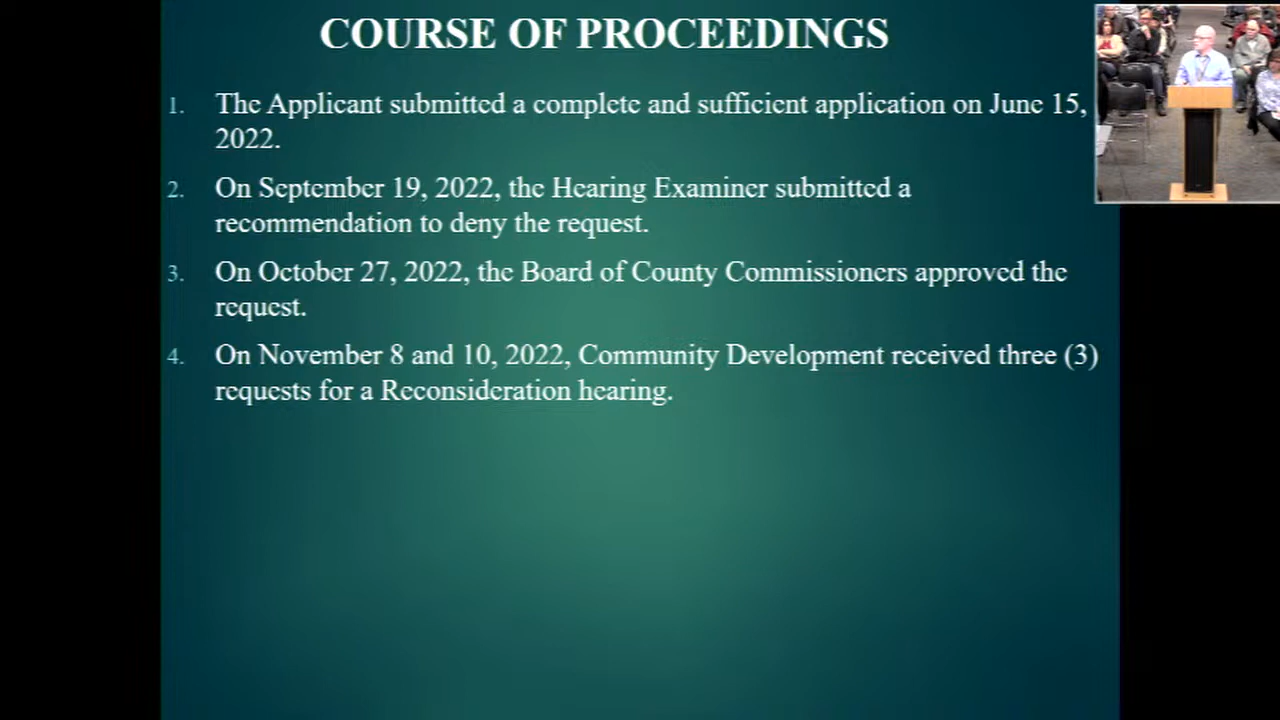 COURSE OF PROCEEDINGS
1. The Applicant submitted a complete and sufficient application on June 15,
2022.
2. On September 19, 2022, the Hearing Examiner submitted a
recommendation to deny the request.
3. On October 27, 2022, the Board of County Commissioners approved the
request.
4. On November 8 and 10, 2022, Community Development received three (3)
requests for a Reconsideration hearing.